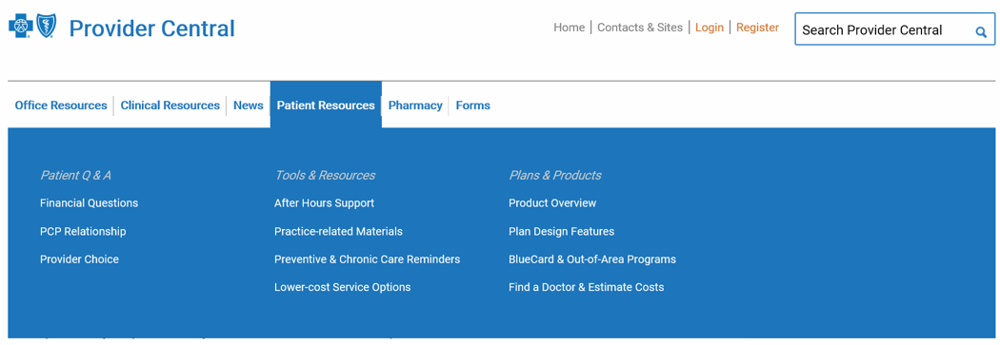 Provider Central
Home | Contacts & Sites | Login | Register
Search Provider Central
Office Resources | Clinical Resources | News Patient Resources Pharmacy | Forms
Patient Q & A
Financial Questions
PCP Relationship
Provider Choice
Tools & Resources
After Hours Support
Practice-related Materials
Preventive & Chronic Care Reminders
Lower-cost Service Options
Plans & Products
Product Overview
Plan Design Features
BlueCard & Out-of-Area Programs
Find a Doctor & Estimate Costs